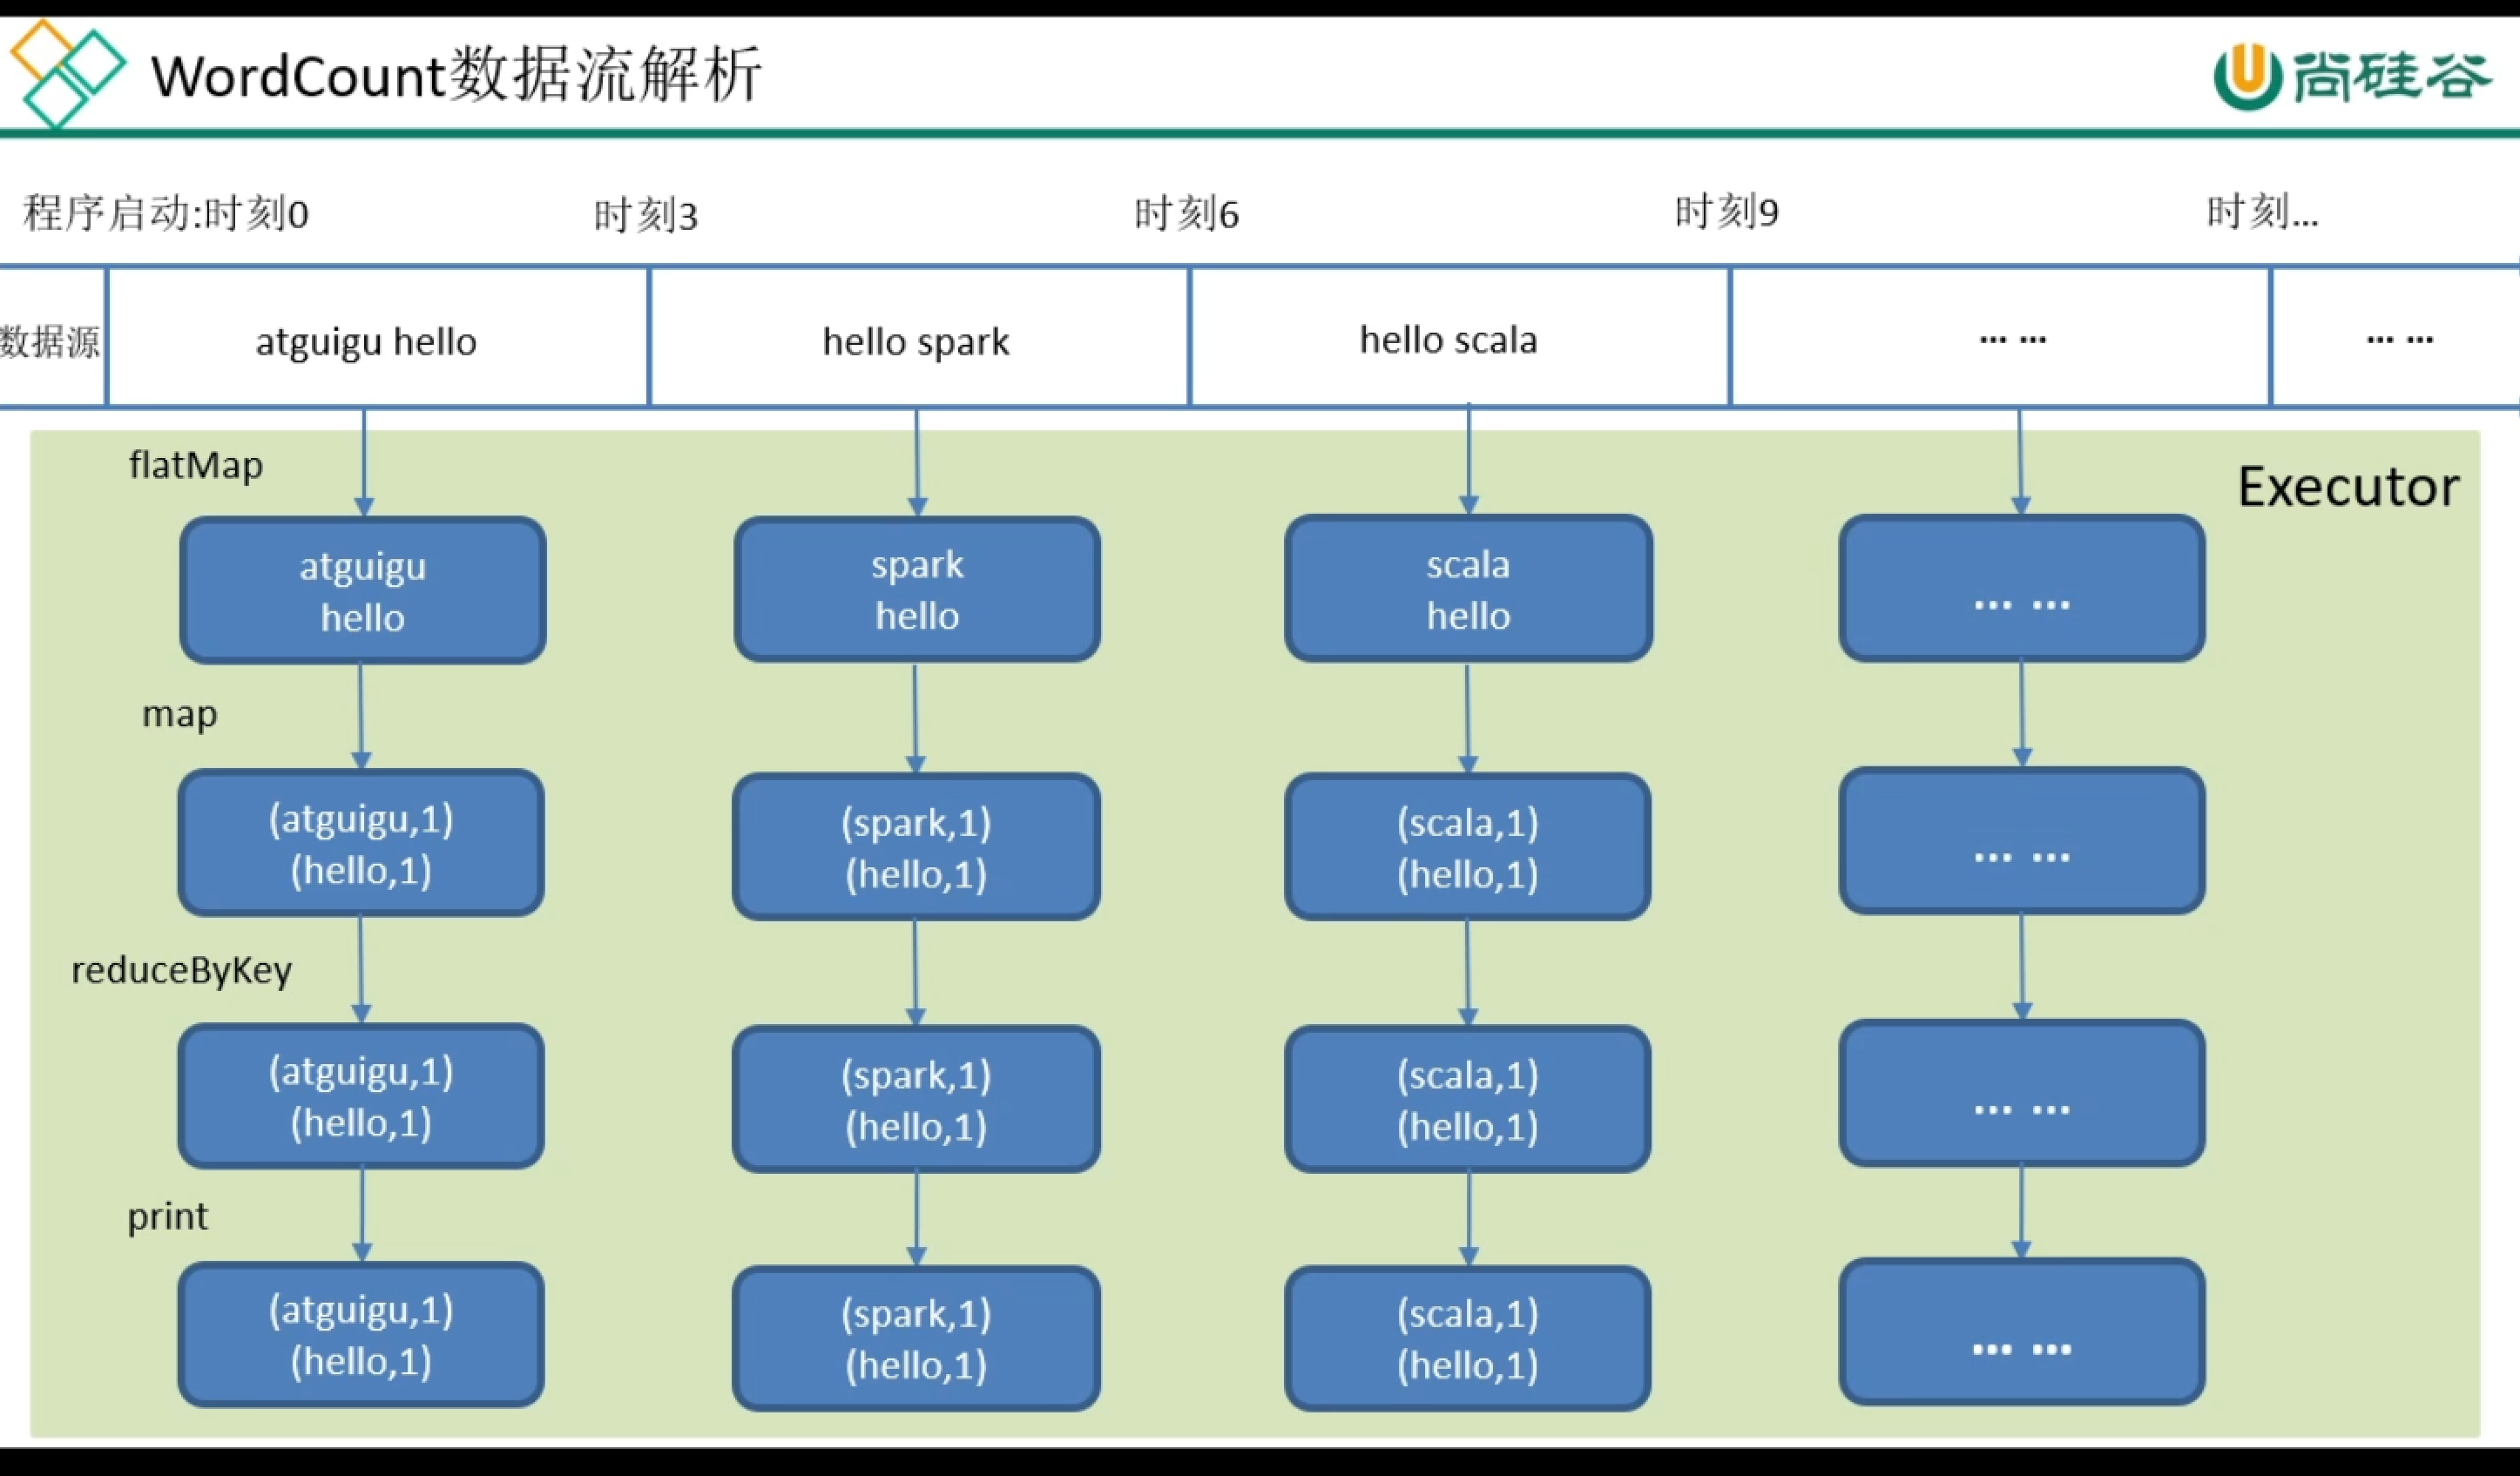 WordCount数据流解析
尚硅谷
程序启动:时刻0
时刻3
时刻6
时刻9
时刻...
数据源
atguigu hello
hello spark
hello scala
... ...
... ...
Executor
flatMap
atguigu
hello
spark
hello
scala
hello
... ...
map
(atguigu,1)
(hello,1)
(spark,1)
(hello,1)
(scala,1)
(hello,1)
... ...
reduceByKey
(atguigu,1)
(hello,1)
(spark,1)
(hello,1)
(scala,1)
(hello,1)
... ...
print
(atguigu,1)
(hello,1)
(spark,1)
(hello,1)
(scala,1)
(hello,1)
... ...